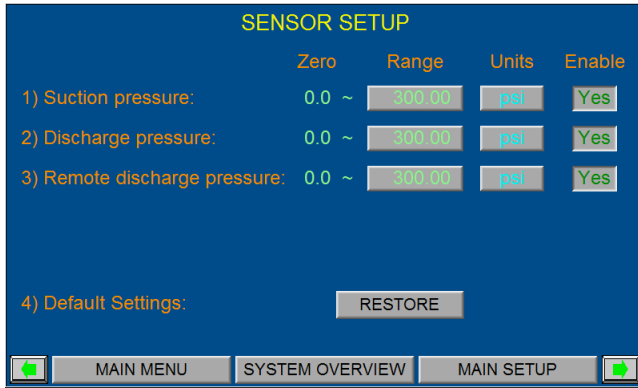 SENSOR SETUP
Zero Range Units Enable
1) Suction pressure: 0.0 ~ 300.00 psi Yes
2) Discharge pressure: 0.0 ~ 300.00 psi Yes
3) Remote discharge pressure: 0.0 ~ 300.00 psi Yes
4) Default Settings: RESTORE
MAIN MENU SYSTEM OVERVIEW MAIN SETUP